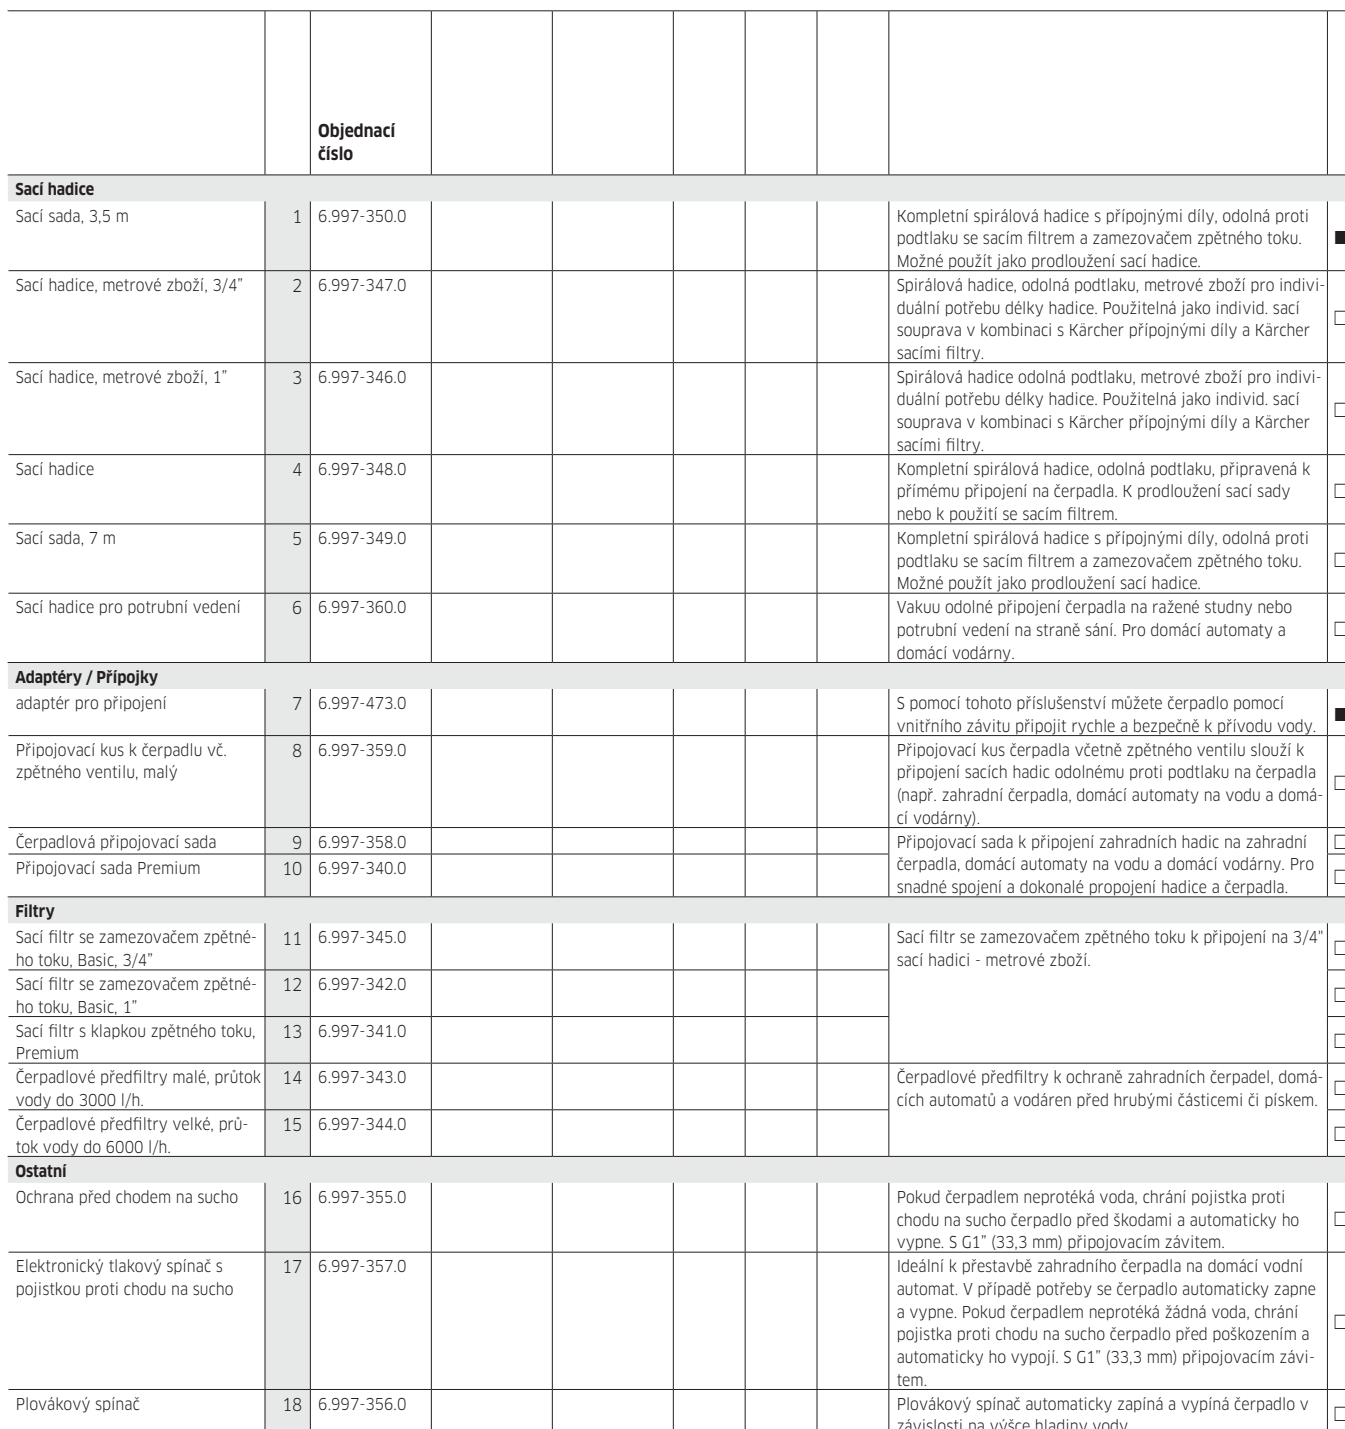 Objednací
číslo
Sací hadice
Sací sada, 3,5 m 1 6.997-350.0 Kompletní spirálová hadice s přípojnými díly, odolná proti
podtlaku se sacím filtrem a zamezovačem zpětného toku.
Možné použít jako prodloužení sací hadice.
Sací hadice, metrové zboží, 3/4” 2 6.997-347.0 Spirálová hadice, odolná podtlaku, metrové zboží pro indivi-
duální potřebu délky hadice. Použitelná jako individ. sací
souprava v kombinaci s Kärcher přípojnými díly a Kärcher
sacími filtry.
Sací hadice, metrové zboží, 1” 3 6.997-346.0 Spirálová hadice odolná podtlaku, metrové zboží pro indivi-
duální potřebu délky hadice. Použitelná jako individ. sací
souprava v kombinaci s Kärcher přípojnými díly a Kärcher
sacími filtry.
Sací hadice 4 6.997-348.0 Kompletní spirálová hadice, odolná podtlaku, připravená k
přímému připojení na čerpadla. K prodloužení sací sady
nebo k použití se sacím filtrem.
Sací sada, 7 m 5 6.997-349.0 Kompletní spirálová hadice s přípojnými díly, odolná proti
podtlaku se sacím filtrem a zamezovačem zpětného toku.
Možné použít jako prodloužení sací hadice.
Sací hadice pro potrubní vedení 6 6.997-360.0 Vakuu odolné připojení čerpadla na ražené studny nebo
potrubní vedení na straně sání. Pro domácí automaty a
domácí vodárny.
Adaptéry / Přípojky
adaptér pro připojení 7 6.997-473.0 S pomocí tohoto příslušenství můžete čerpadlo pomocí
vnitřního závitu připojit rychle a bezpečně k přívodu vody.
Připojovací kus k čerpadlu vč. 8 6.997-359.0 Připojovací kus čerpadla včetně zpětného ventilu slouží k
zpětného ventilu, malý připojení sacích hadic odolnému proti podtlaku na čerpadla
(např. zahradní čerpadla, domácí automaty na vodu a domá-
cí vodárny).
Čerpadlová připojovací sada 9 6.997-358.0 Připojovací sada k připojení zahradních hadic na zahradní
čerpadla, domácí automaty na vodu a domácí vodárny. Pro
Připojovací sada Premium 10 6.997-340.0
snadné spojení a dokonalé propojení hadice a čerpadla.
Filtry
Sací filtr se zamezovačem zpětné- 11 6.997-345.0 Sací filtr se zamezovačem zpětného toku k připojení na 3/4"
ho toku, Basic, 3/4” sací hadici - metrové zboží.
Sací filtr se zamezovačem zpětné- 12 6.997-342.0
ho toku, Basic, 1”
Sací filtr s klapkou zpětného toku, 13 6.997-341.0
Premium
Čerpadlové předfiltry malé, průtok 14 6.997-343.0 Čerpadlové předfiltry k ochraně zahradních čerpadel, domá-
vody do 3000 l/h. cích automatů a vodáren před hrubými částicemi či pískem.
Čerpadlové předfiltry velké, prů- 15 6.997-344.0
tok vody do 6000 l/h.
Ostatní
Ochrana před chodem na sucho 16 6.997-355.0 Pokud čerpadlem neprotéká voda, chrání pojistka proti
chodu na sucho čerpadlo před škodami a automaticky ho
vypne. S G1” (33,3 mm) připojovacím závitem.
Elektronický tlakový spínač s 17 6.997-357.0 Ideální k přestavbě zahradního čerpadla na domácí vodní
pojistkou proti chodu na sucho automat. V případě potřeby se čerpadlo automaticky zapne
a vypne. Pokud čerpadlem neprotéká žádná voda, chrání
pojistka proti chodu na sucho čerpadlo před poškozením a
automaticky ho vypojí. S G1” (33,3 mm) připojovacím závi-
tem.
Plovákový spínač 18 6.997-356.0 Plovákový spínač automaticky zapíná a vypíná čerpadlo v
závislosti na výšce hladiny vody.